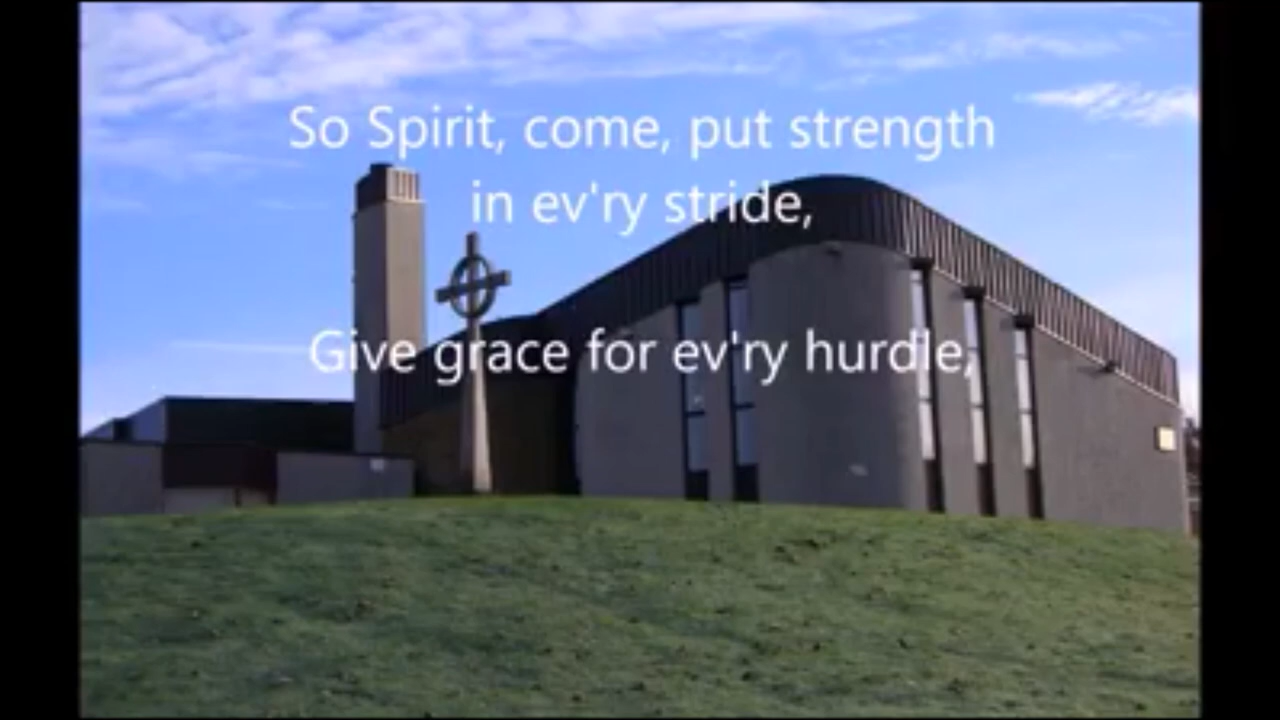 So Spirit, come, put strength
in ev'ry stride,
Give grace for ev'ry hurdle,